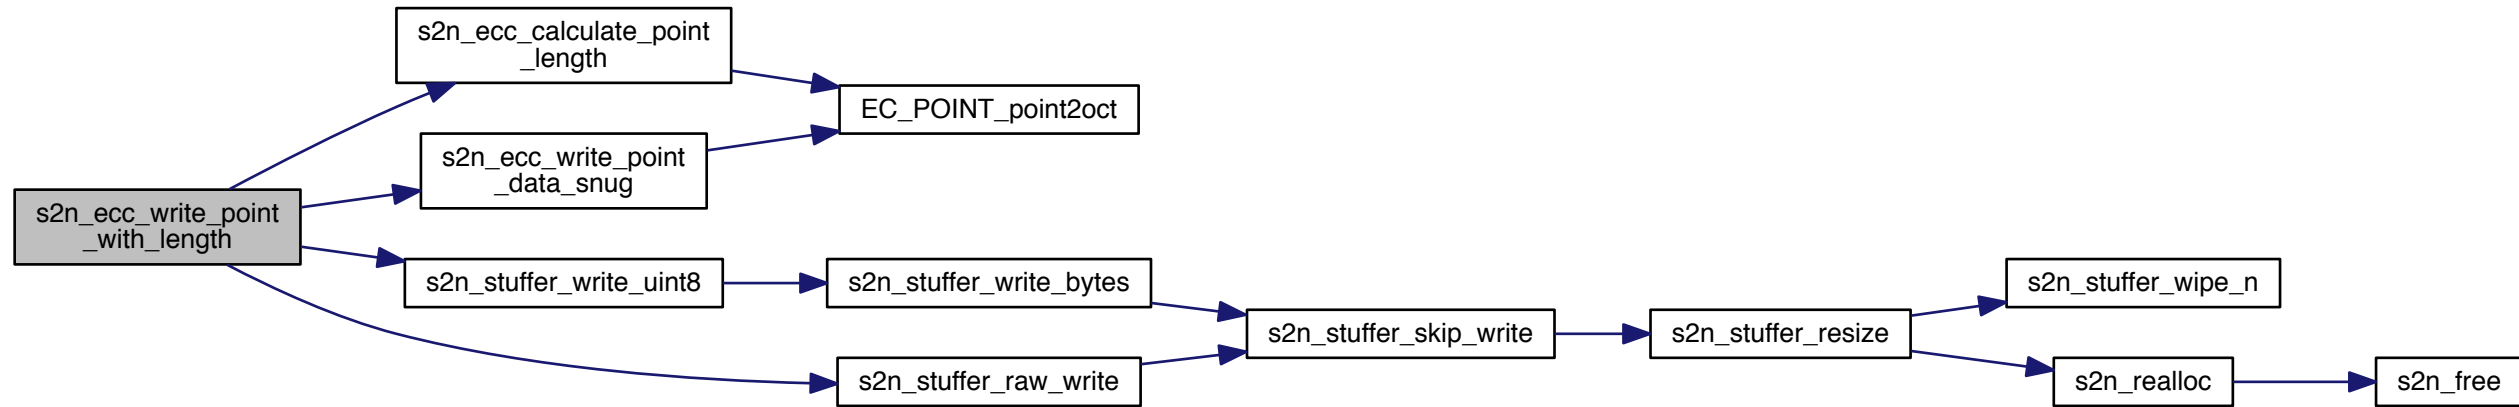 s2n_ecc_calculate_point
_length
EC_POINT_point2oct
s2n_ecc_write_point
_data_snug
s2n_ecc_write_point
_with_length
s2n_stuffer_write_uint8
s2n_stuffer_write_bytes
s2n_stuffer_wipe_n
s2n_stuffer_skip_write
s2n_stuffer_resize
s2n_stuffer_raw_write
s2n_realloc
s2n_free